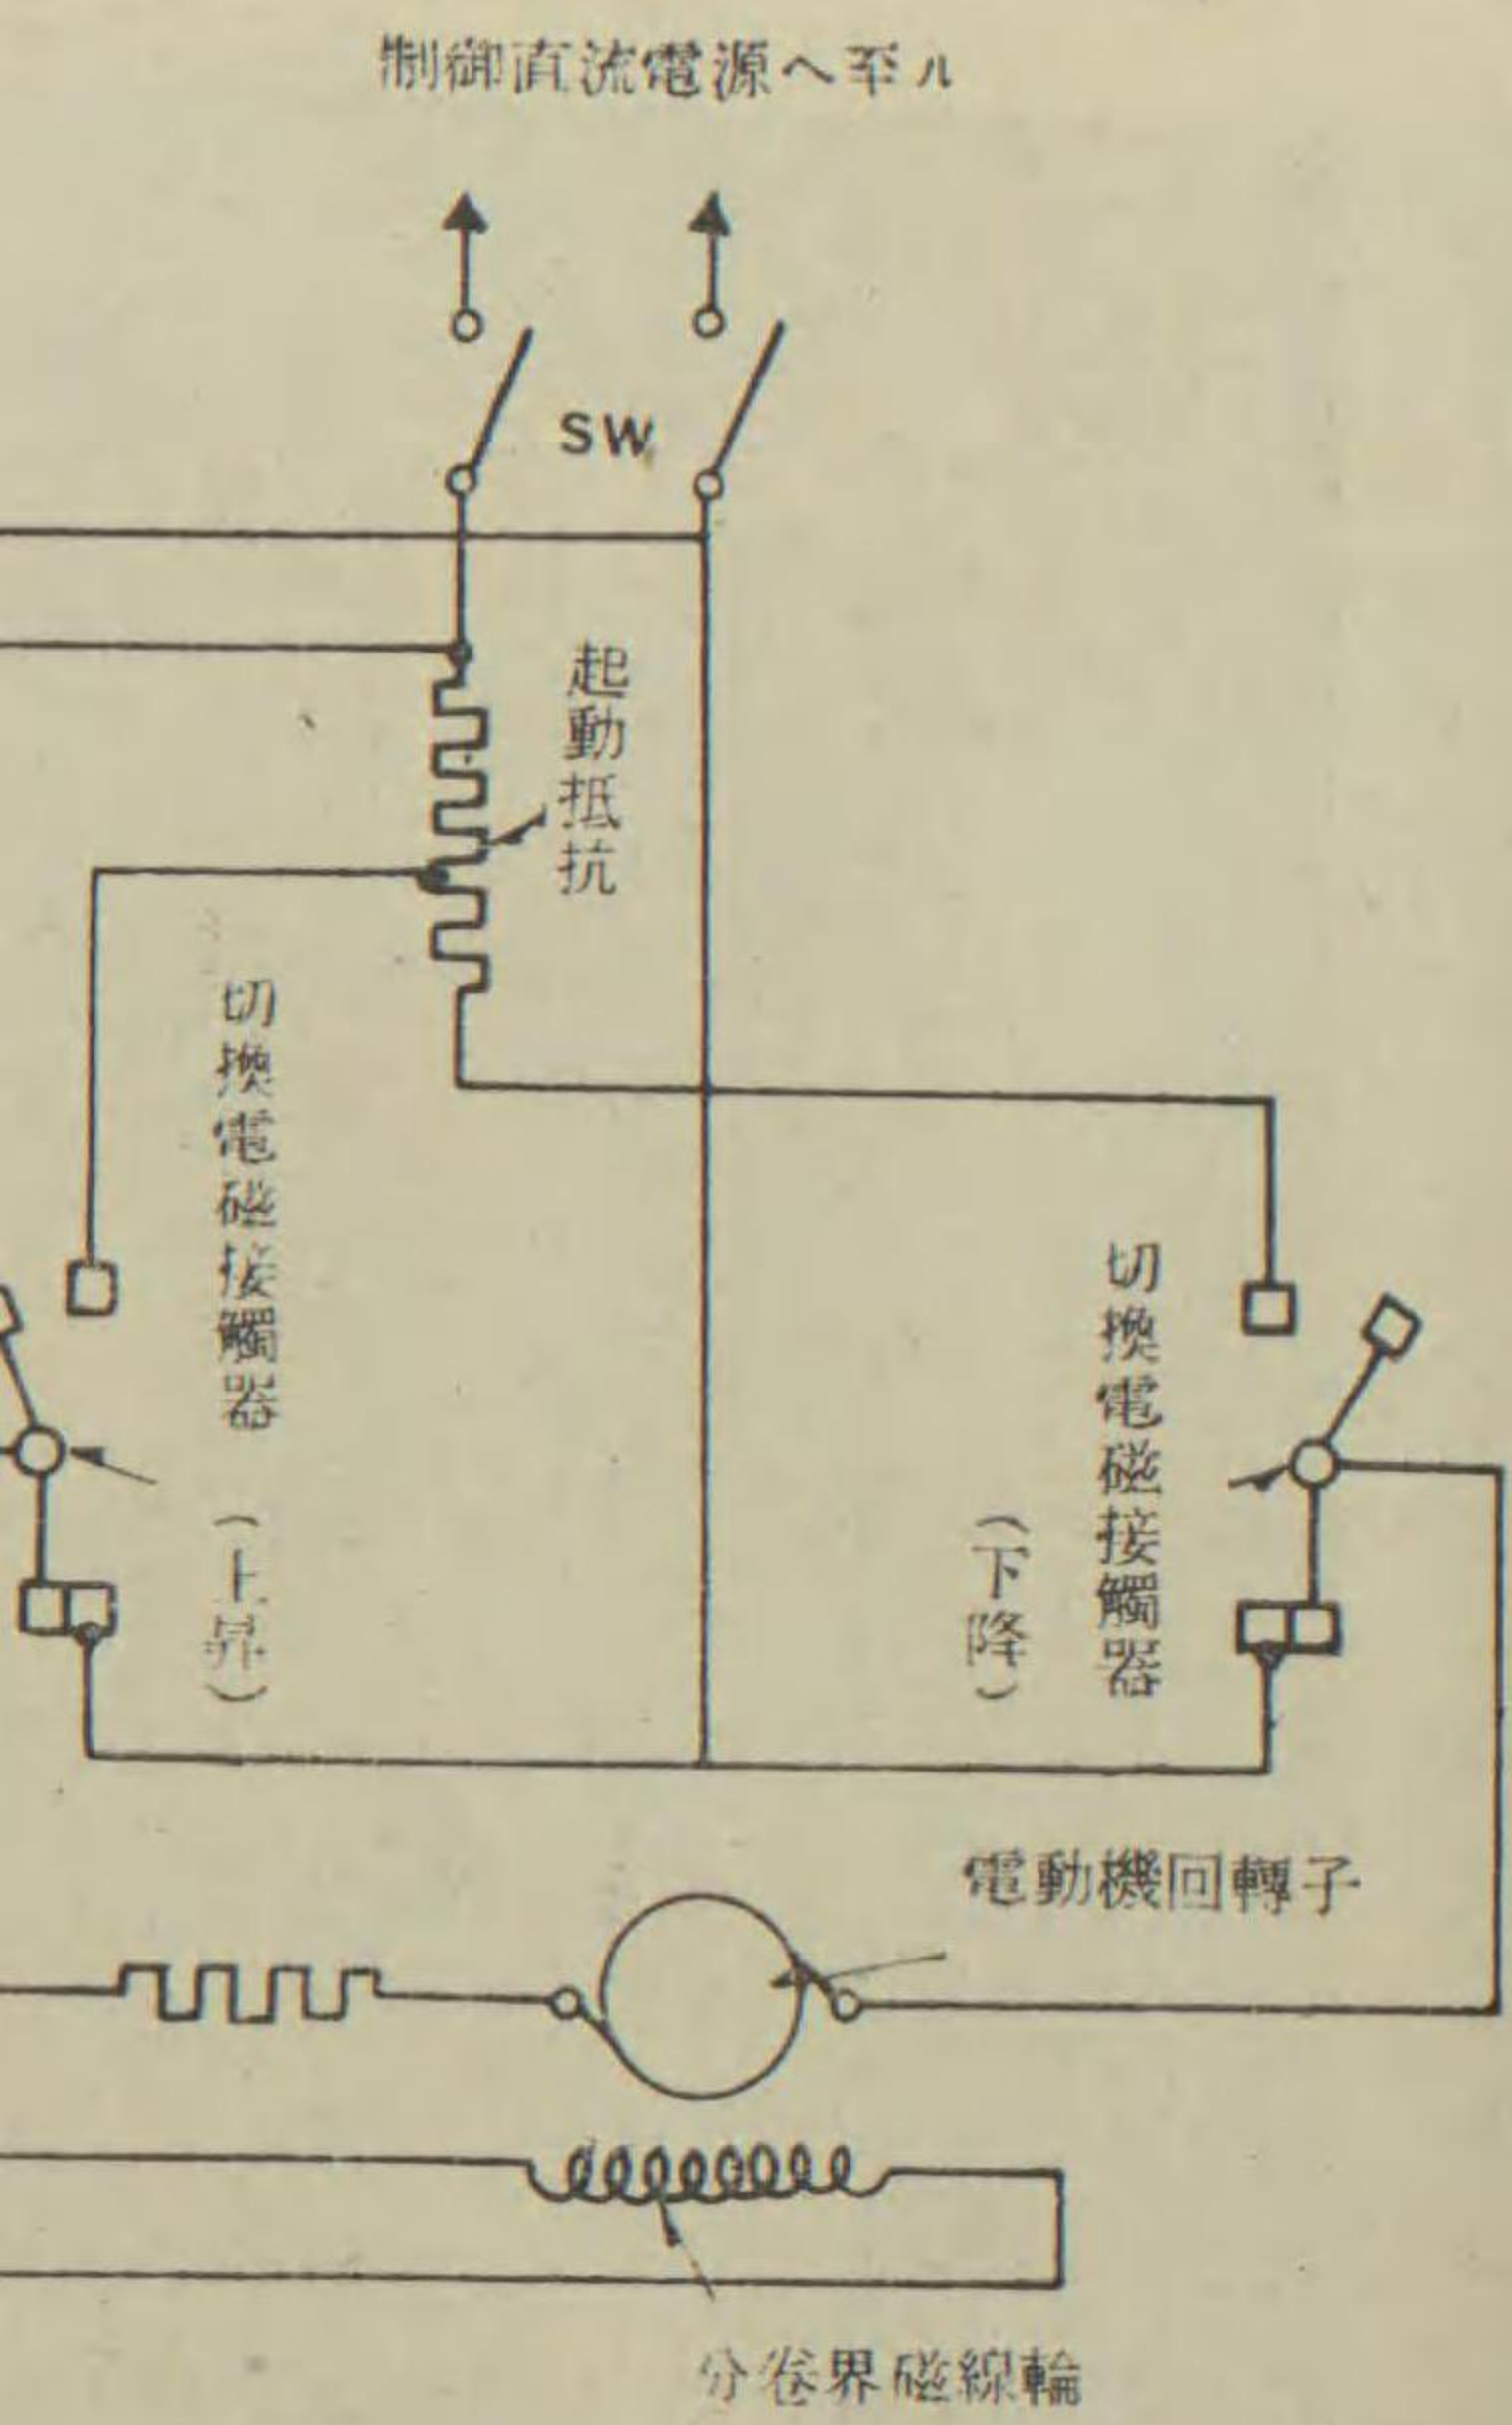 制御直流電源ヘ至ル
SW
起動抵抗
切換電磁接觸器
(上昇)
切換電磁接觸器
(下降)
電動機回轉子
分卷界磁線輪